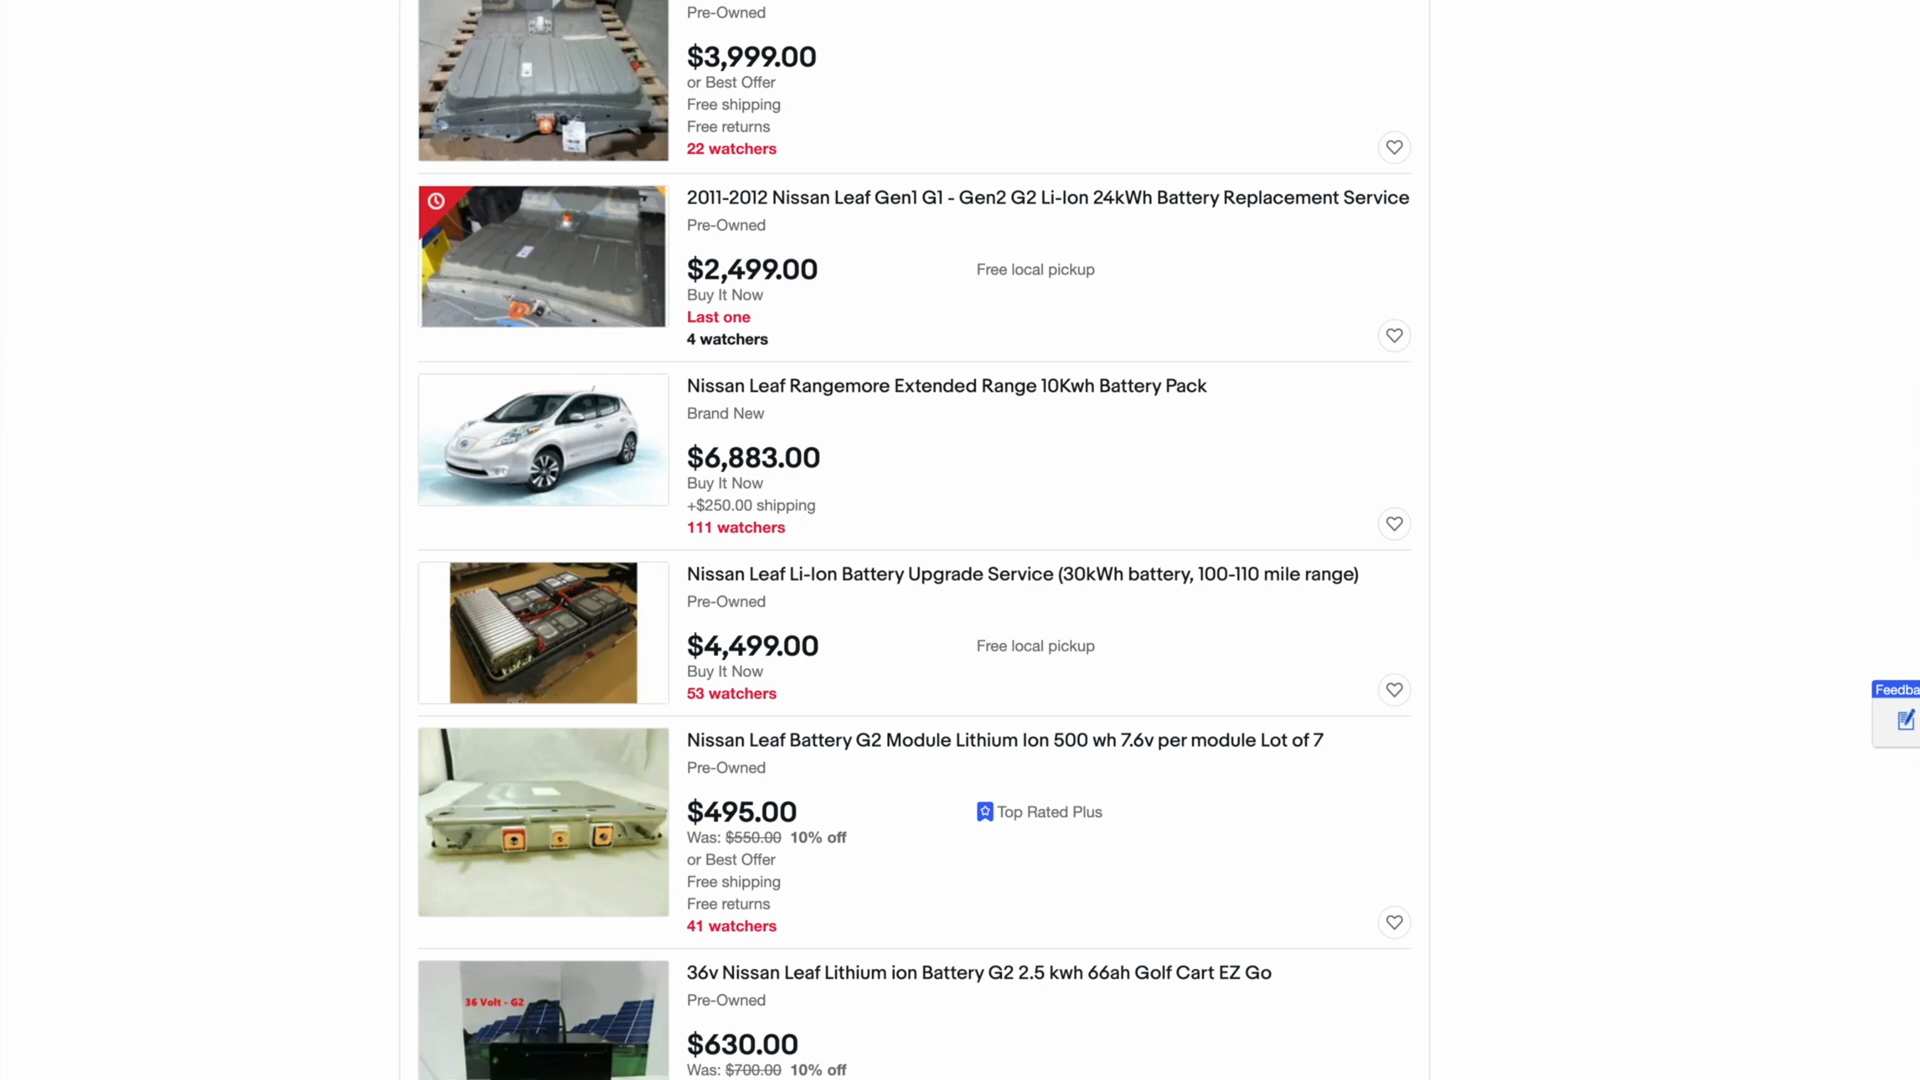 Pre-Owned
$3,999.00
or Best Offer
Free shipping
Free returns
22 watchers
2011-2012 Nissan Leaf Gen1 G1 - Gen2 G2 Li-Ion 24kWh Battery Replacement Service
Pre-Owned
$2,499.00
Free local pickup
Buy It Now
Last one
4 watchers
Nissan Leaf Rangemore Extended Range 10Kwh Battery Pack
Brand New
$6,883.00
Buy It Now
+$250.00 shipping
111 watchers
Nissan Leaf Li-Ion Battery Upgrade Service (30kWh battery, 100-110 mile range)
Pre-Owned
$4,499.00
Free local pickup
Buy It Now
53 watchers
Feedba
Nissan Leaf Battery G2 Module Lithium Ion 500 wh 7.6v per module Lot of 7
Pre-Owned
$495.00
Top Rated Plus
Was: $550.00 10% off
or Best Offer
Free shipping
Free returns
41 watchers
36v Nissan Leaf Lithium ion Battery G2 2.5 kwh 66ah Golf Cart EZ Go
Pre-Owned
36 Volt - G2
$630.00
Was: $700.00 10% off